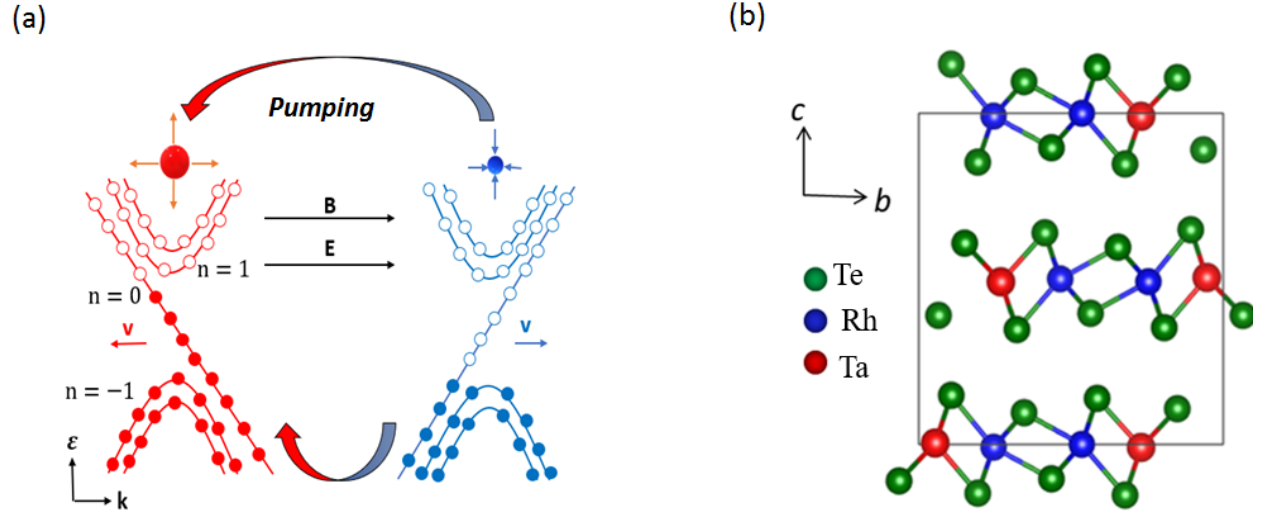 (a)
Pumping
B
E
n = 1
n = 0
v
v
n = −1
ε
k
(b)
c
b
Te
Rh
Ta